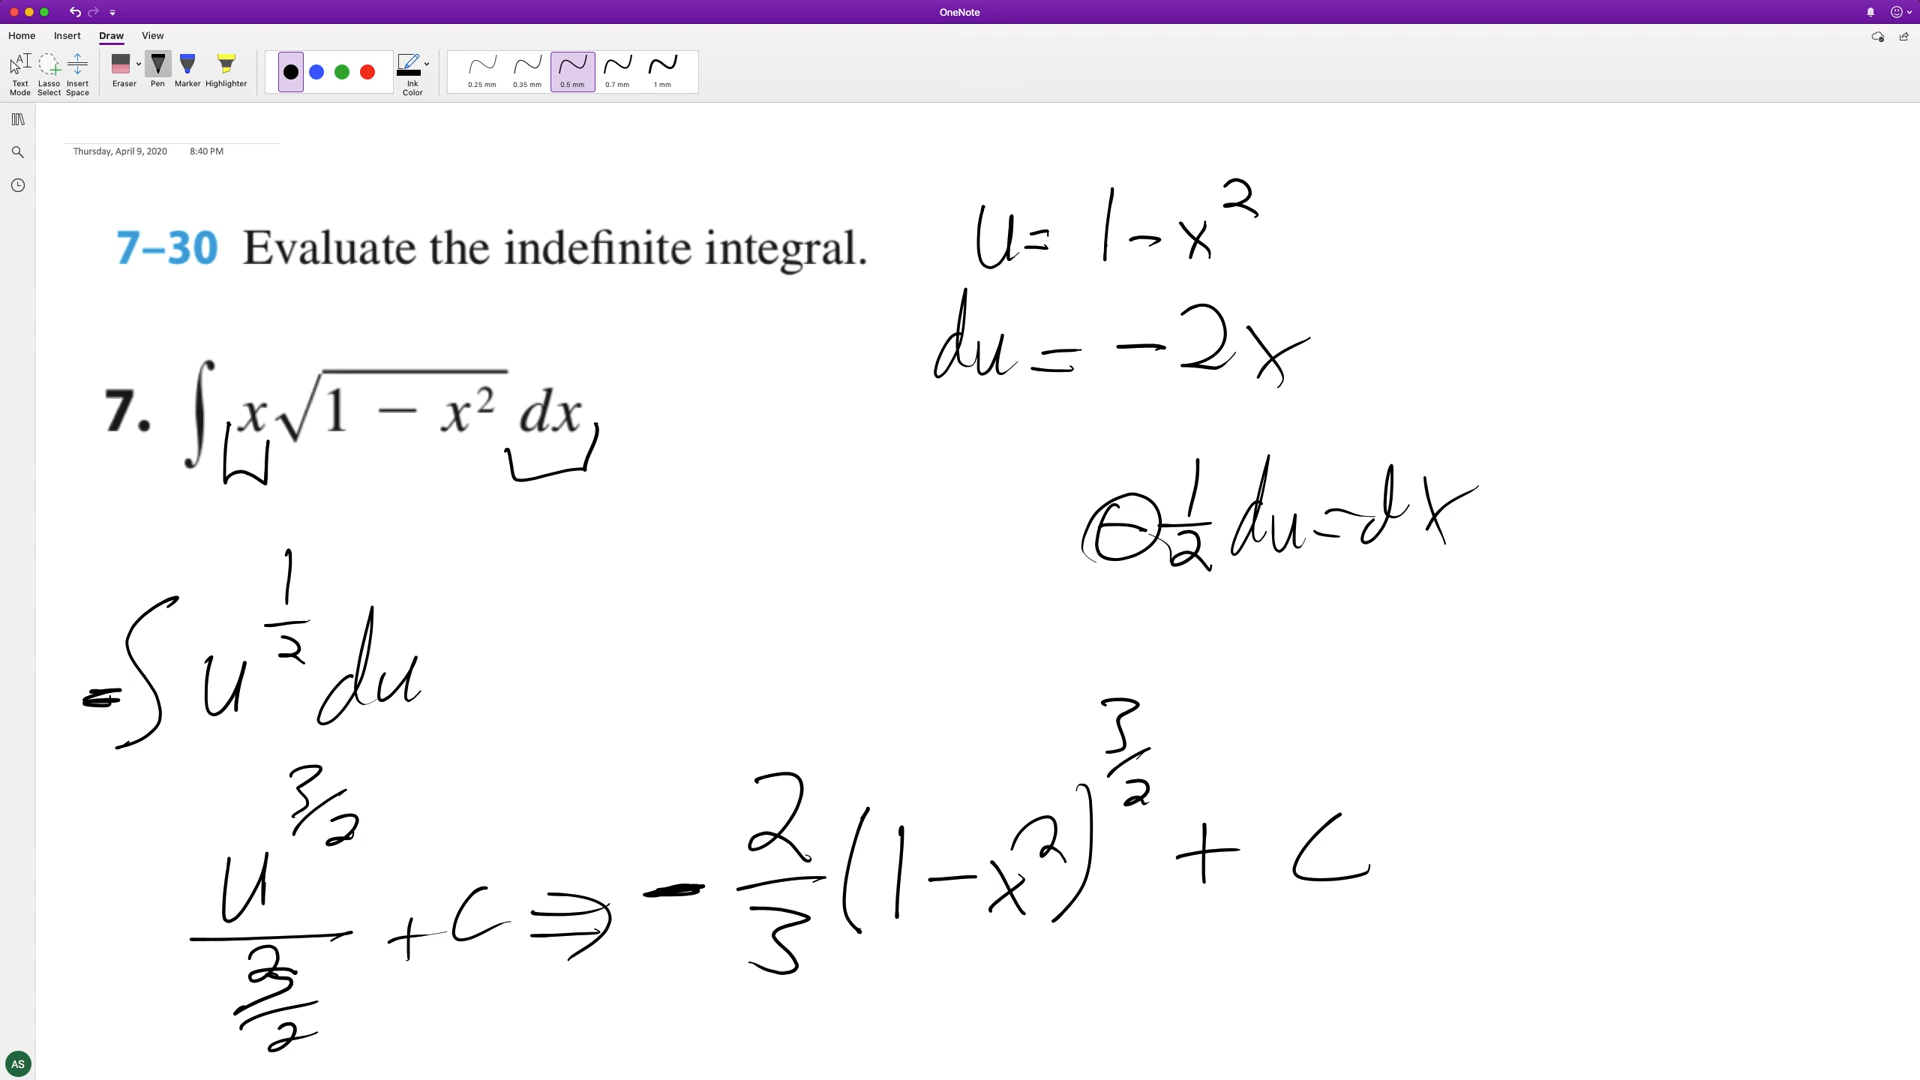 OneNote
Home Insert Draw View
Text Mode Lasso Select Insert Space Eraser Pen Marker Highlighter Ink Color 0.25 mm 0.35 mm 0.5 mm 0.7 mm 1 mm
Thursday, April 9, 2020 8:40 PM
7–30 Evaluate the indefinite integral.
7. ∫ x√(1 − x²) dx
u = 1 − x²
du = −2x
− 1/2 du = dx
= ∫ u^(1/2) du
u^(3/2) / (3/2) + C ⇒ − 2/3 (1 − x²)^(3/2) + C
AS